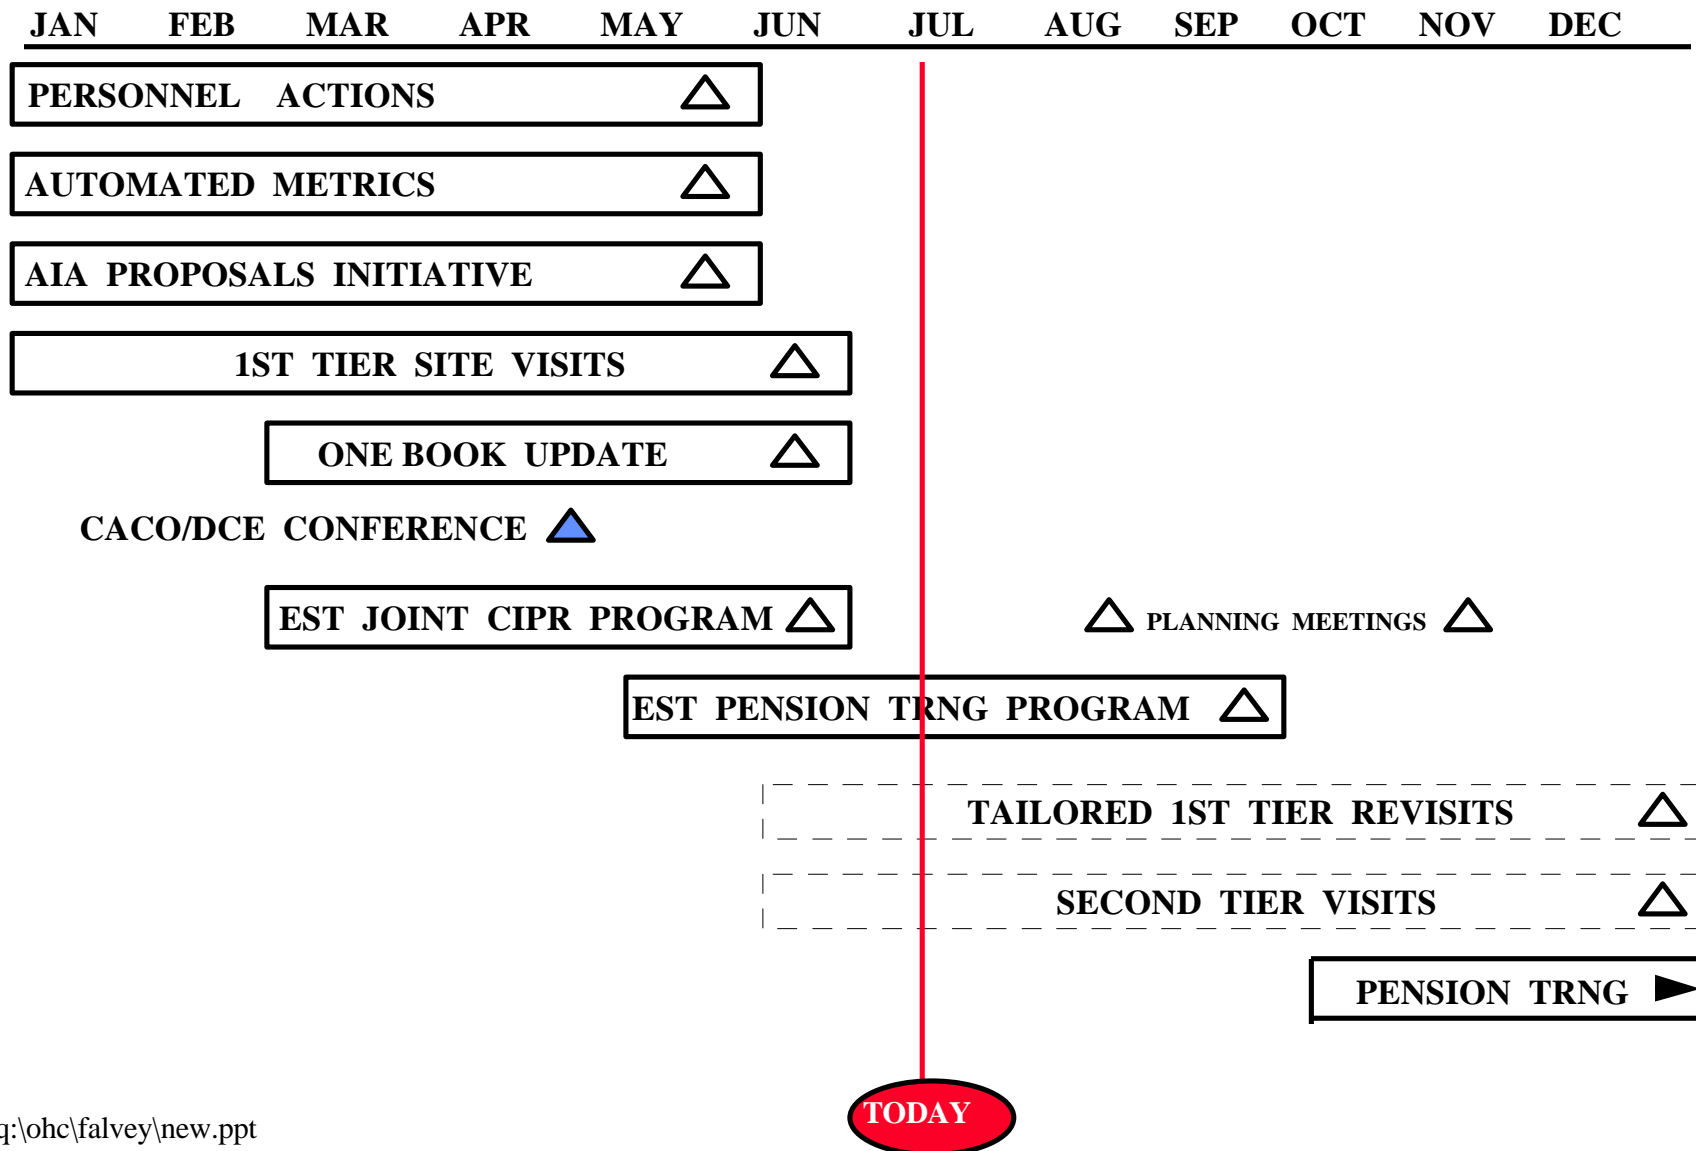 JAN FEB MAR APR MAY JUN JUL AUG SEP OCT NOV DEC
PERSONNEL ACTIONS
AUTOMATED METRICS
AIA PROPOSALS INITIATIVE
1ST TIER SITE VISITS
ONE BOOK UPDATE
CACO/DCE CONFERENCE
EST JOINT CIPR PROGRAM PLANNING MEETINGS
EST PENSION TRNG PROGRAM
TAILORED 1ST TIER REVISITS
SECOND TIER VISITS
PENSION TRNG
TODAY
q:\ohc\falvey\new.ppt